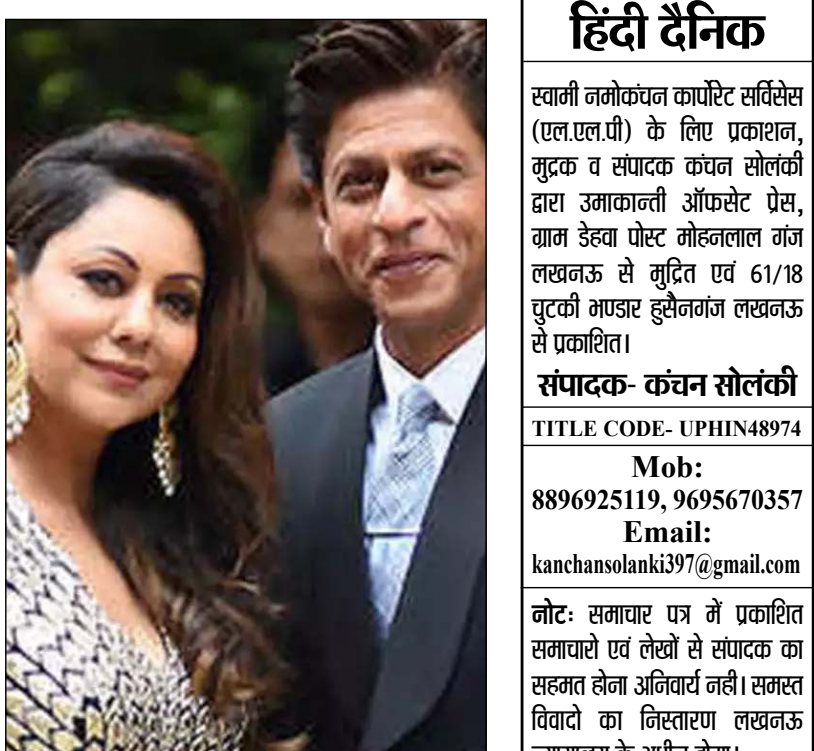 हिंदी दैनिक
स्वामी नमोकंचन कार्पोरेट सर्विसेस
(एल.एल.पी) के लिए प्रकाशन,
मुद्रक व संपादक कंचन सोलंकी
द्वारा उमाकान्ती ऑफसेट प्रेस,
ग्राम डेहवा पोस्ट मोहनलाल गंज
लखनऊ से मुद्रित एवं 61/18
चुटकी भण्डार हुसैनगंज लखनऊ
से प्रकाशित।
संपादक- कंचन सोलंकी
TITLE CODE- UPHIN48974
Mob:
8896925119, 9695670357
Email:
kanchansolanki397@gmail.com
नोटः समाचार पत्र में प्रकाशित
समाचारो एवं लेखों से संपादक का
सहमत होना अनिवार्य नही। समस्त
विवादो का निस्तारण लखनऊ